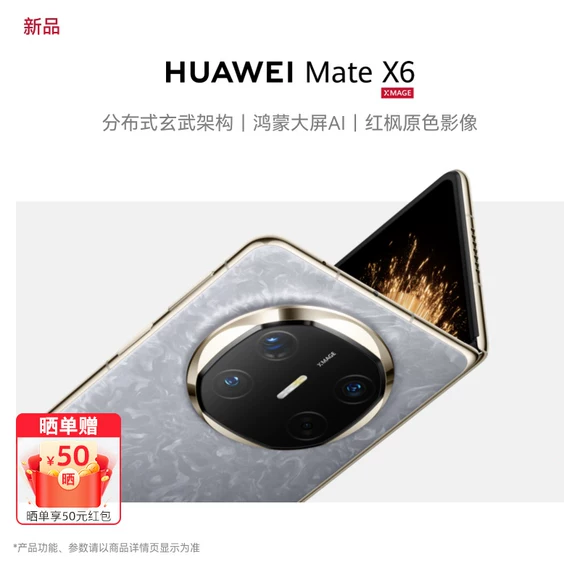 新品
HUAWEI Mate X6
XMAGE
分布式玄武架构丨鸿蒙大屏AI丨红枫原色影像
XMAGE
晒单赠
¥50
晒
晒单享50元红包
*产品功能、参数请以商品详情页显示为准